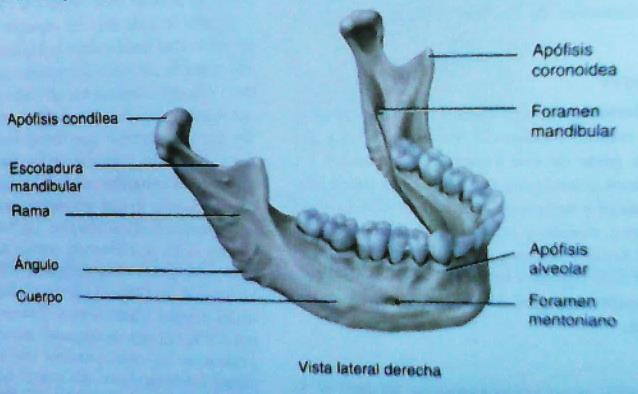 Apófisis condílea
Escotadura
mandibular
Rama
Ángulo
Cuerpo
Apófisis
coronoidea
Foramen
mandibular
Apófisis
alveolar
Foramen
mentoniano
Vista lateral derecha